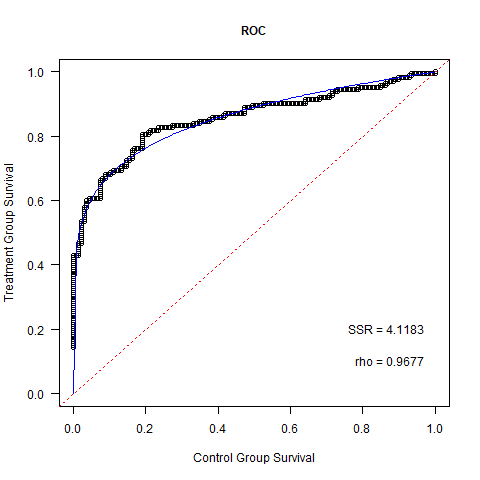 ROC
Treatment Group Survival
1.0
0.8
0.6
0.4
0.2
0.0
SSR = 4.1183
rho = 0.9677
0.0 0.2 0.4 0.6 0.8 1.0
Control Group Survival